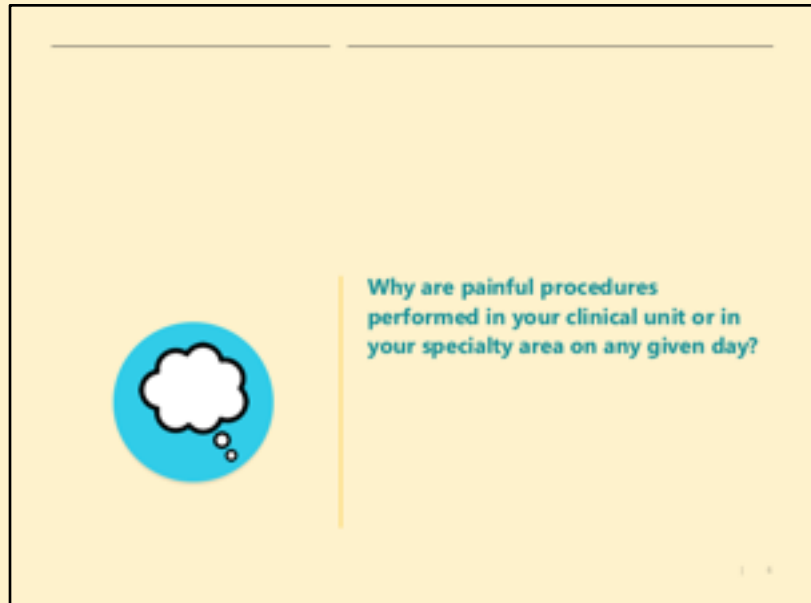 Why are painful procedures
performed in your clinical unit or in
your specialty area on any given day?